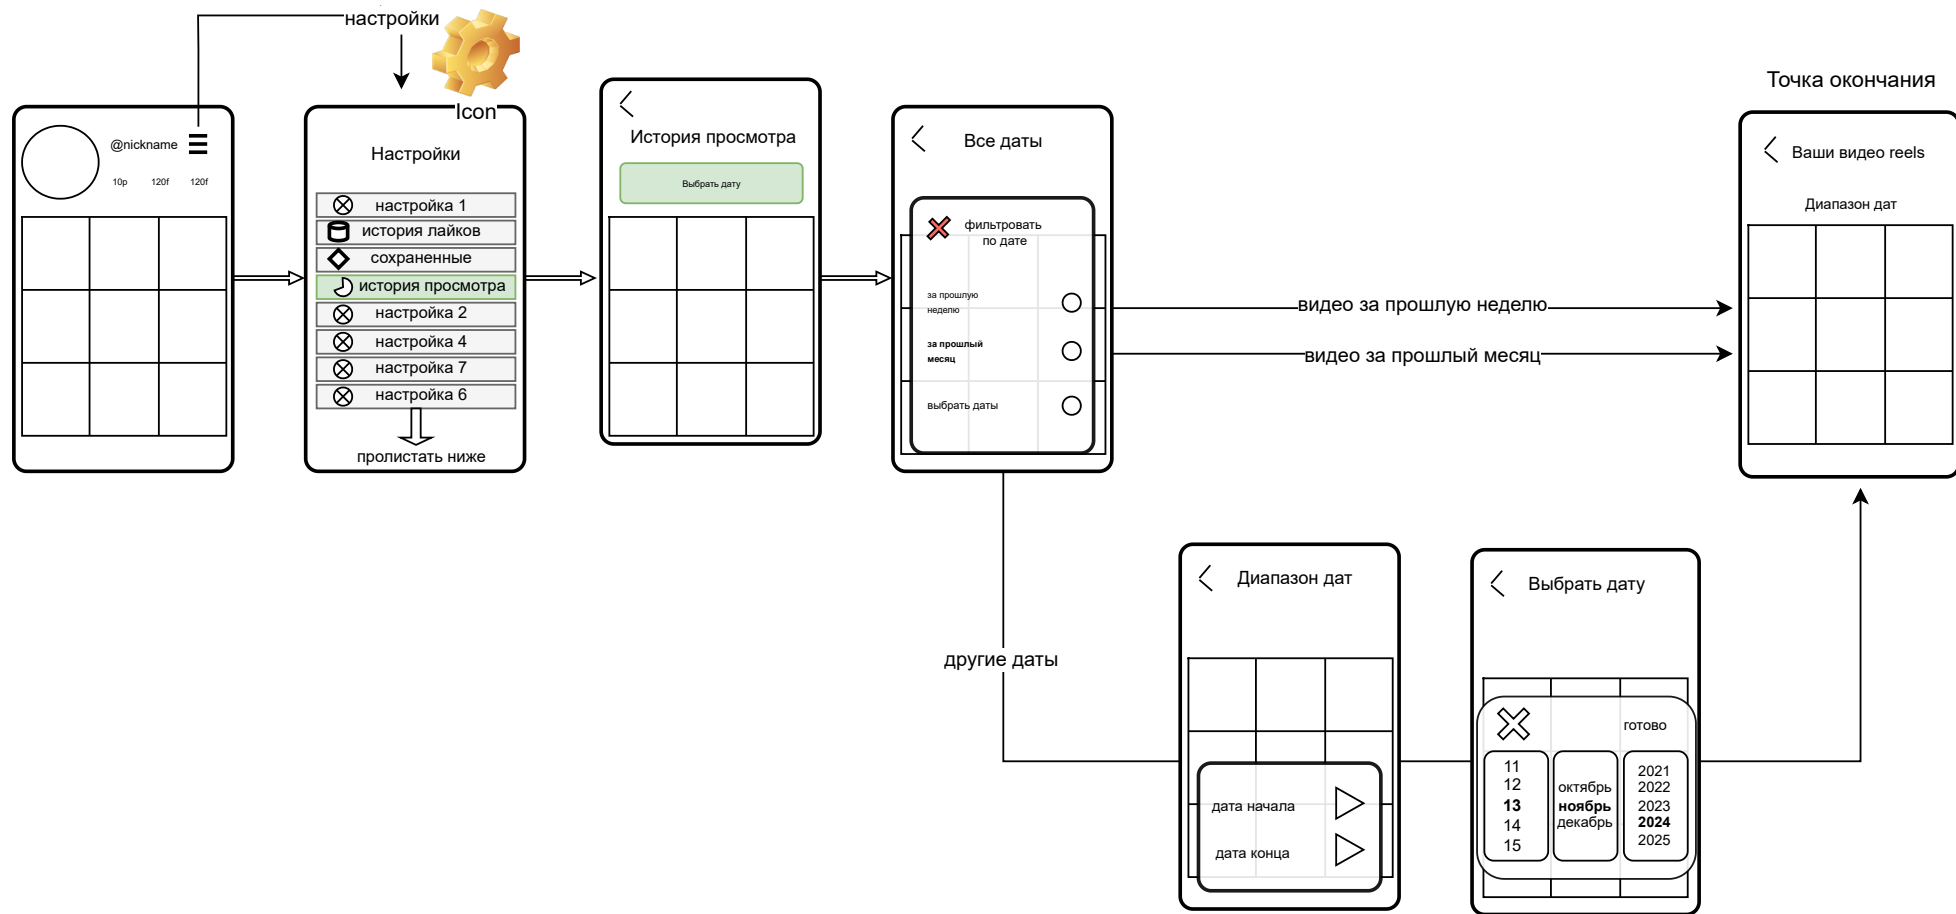 настройки
Icon
@nickname
10p
120f
120f
Настройки
настройка 1
история лайков
сохраненные
история просмотра
настройка 2
настройка 4
настройка 7
настройка 6
пролистать ниже
История просмотра
Выбрать дату
Все даты
фильтровать
по дате
за прошлую
неделю
за прошлый
месяц
выбрать даты
видео за прошлую неделю
видео за прошлый месяц
Точка окончания
Ваши видео reels
Диапазон дат
другие даты
Диапазон дат
дата начала
дата конца
Выбрать дату
готово
11
12
13
14
15
октябрь
ноябрь
декабрь
2021
2022
2023
2024
2025